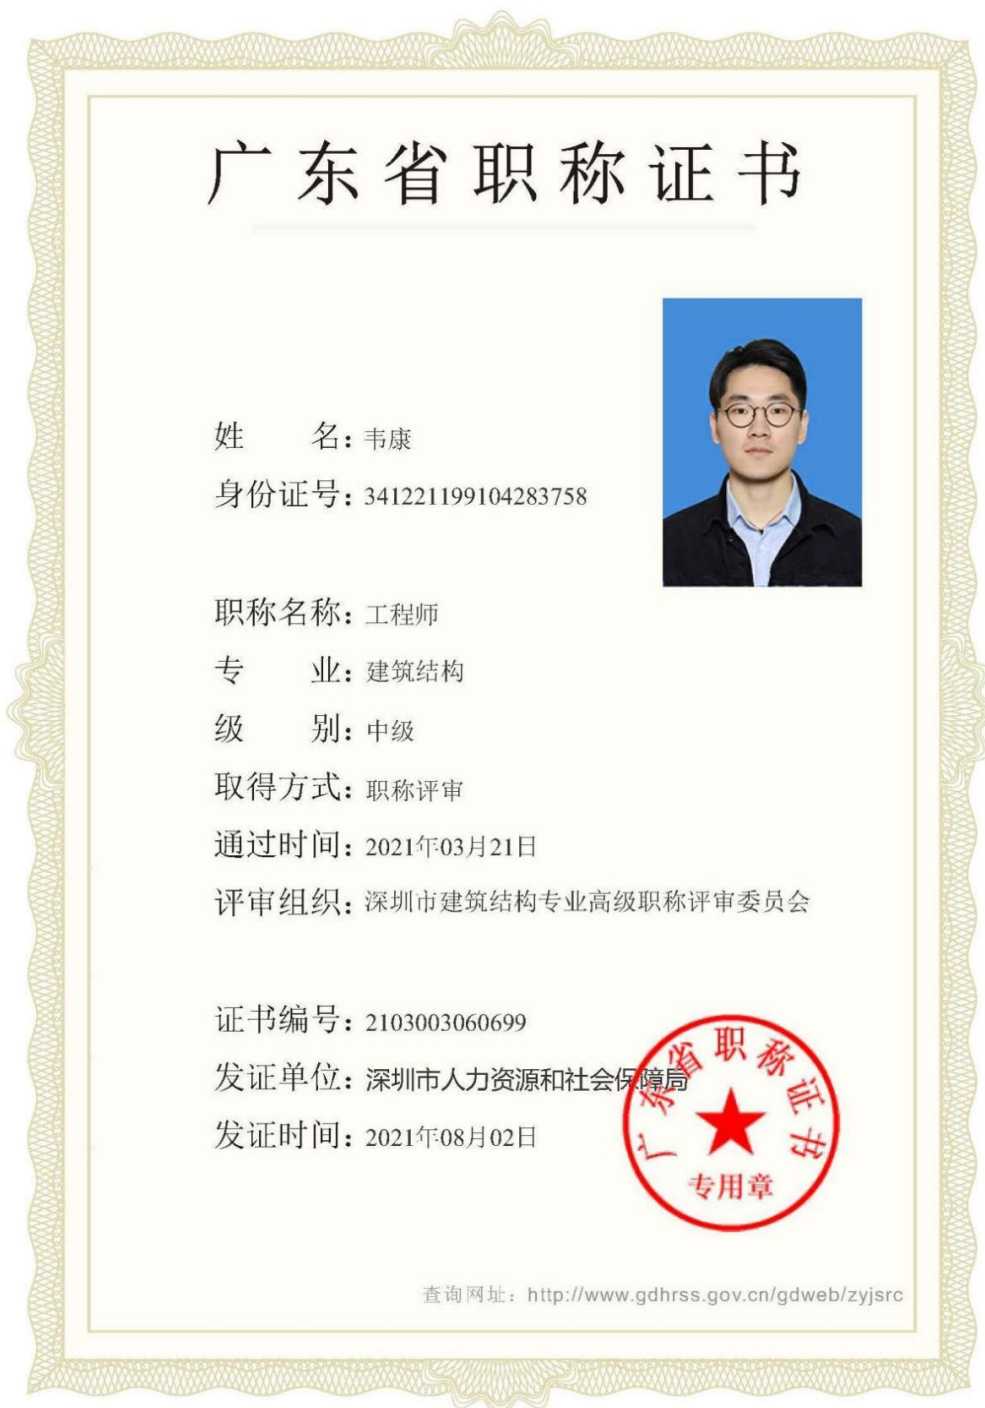 广东省职称证书
姓 名：韦康
身份证号：341221199104283758
职称名称：工程师
专 业：建筑结构
级 别：中级
取得方式：职称评审
通过时间：2021年03月21日
评审组织：深圳市建筑结构专业高级职称评审委员会
证书编号：2103003060699
发证单位：深圳市人力资源和社会保障局
发证时间：2021年08月02日
广东省职称证书
专用章
查询网址：http://www.gdhrss.gov.cn/gdweb/zyjsrc